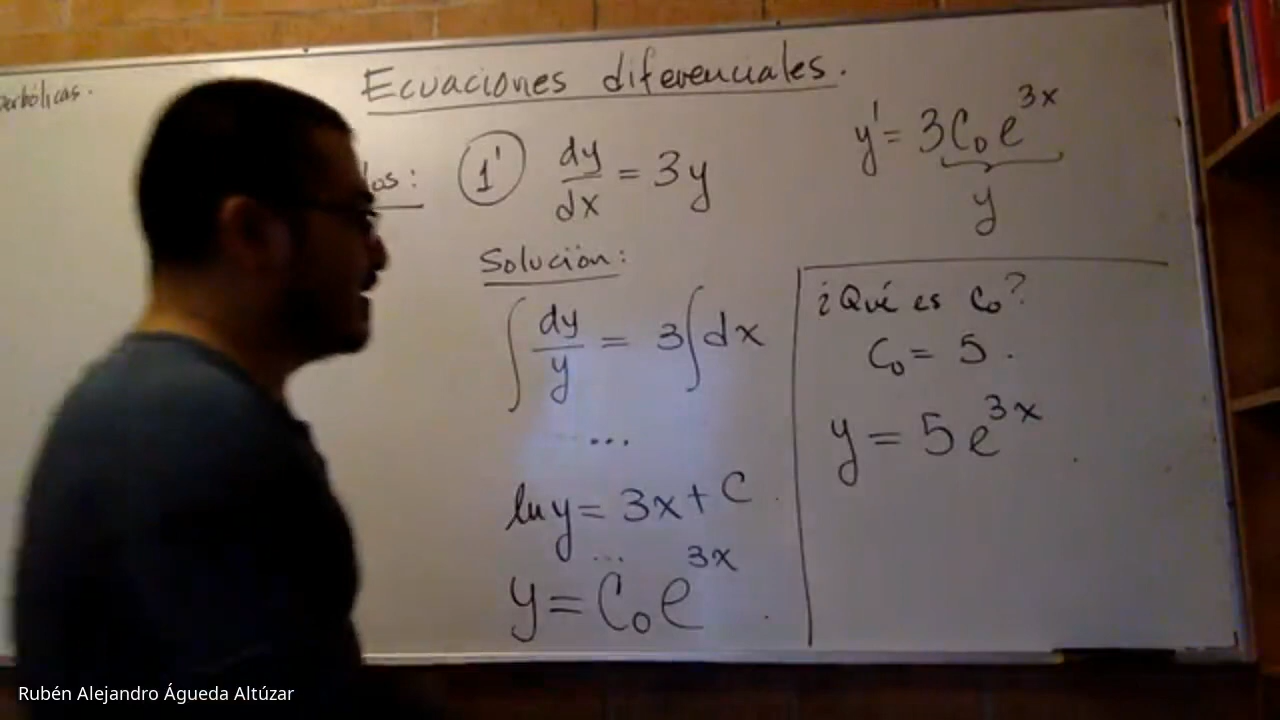 Ecuaciones diferenciales.
1' dy/dx = 3y
Solución:
∫ dy/y = 3∫dx
...
ln y = 3x + C
...
y = C₀e^{3x}
y' = 3C₀e^{3x}
y
¿Qué es C₀?
C₀ = 5.
y = 5e^{3x}
Rubén Alejandro Águeda Altúzar